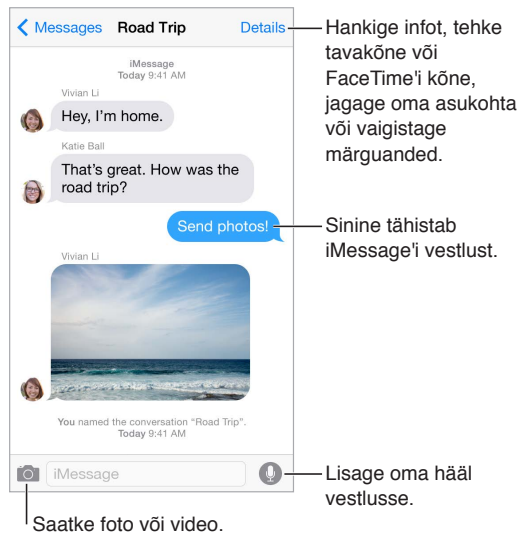 Messages Road Trip Details
iMessage
Today 9:41 AM
Vivian Li
Hey, I'm home.
Katie Ball
That's great. How was the
road trip?
Send photos!
Vivian Li
You named the conversation “Road Trip”.
Today 9:41 AM
iMessage
Hankige infot, tehke
tavakõne või
FaceTime'i kõne,
jagage oma asukohta
või vaigistage
märguanded.
Sinine tähistab
iMessage'i vestlust.
Lisage oma hääl
vestlusse.
Saatke foto või video.